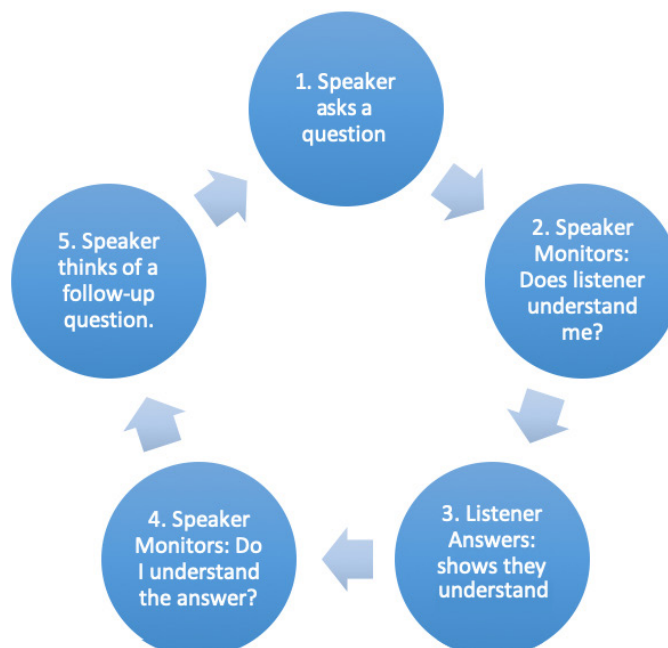 1. Speaker
asks a
question
2. Speaker
Monitors:
Does listener
understand
me?
3. Listener
Answers:
shows they
understand
4. Speaker
Monitors: Do
I understand
the answer?
5. Speaker
thinks of a
follow-up
question.